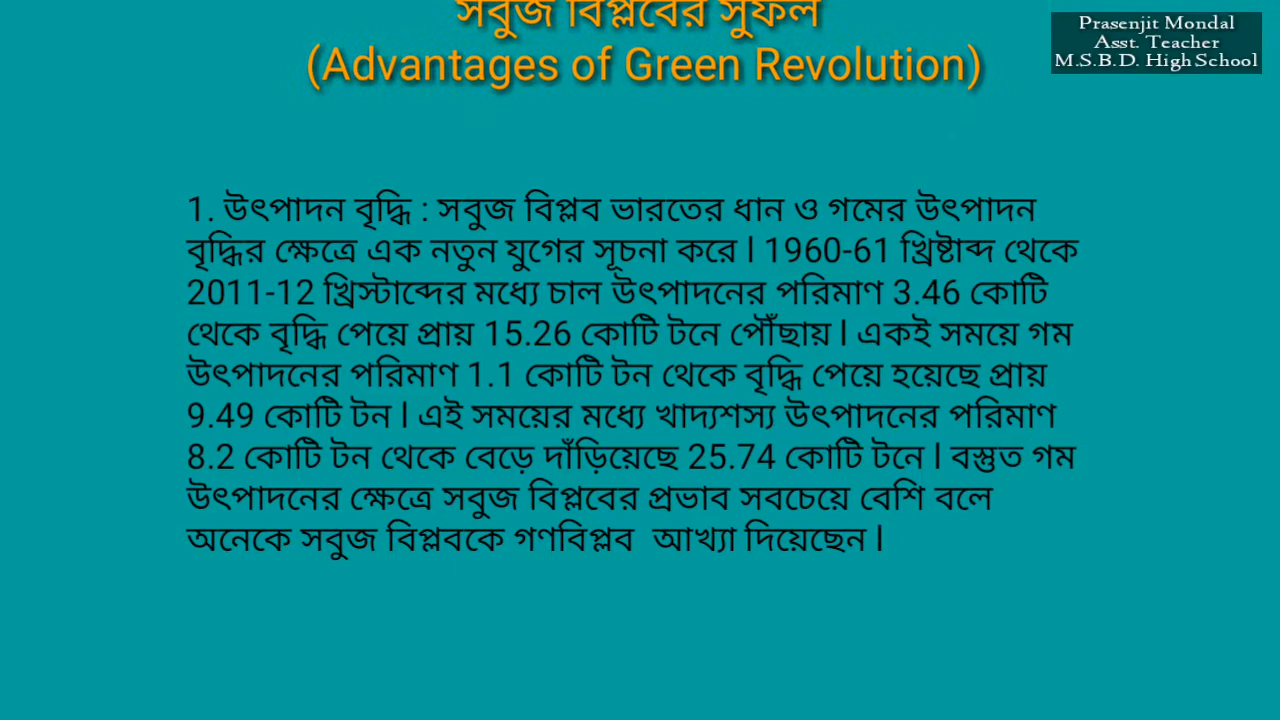 সবুজ বিপ্লবের সুফল
(Advantages of Green Revolution)
Prasenjit Mondal
Asst. Teacher
M.S.B.D. High School
1. উৎপাদন বৃদ্ধি : সবুজ বিপ্লব ভারতের ধান ও গমের উৎপাদন
বৃদ্ধির ক্ষেত্রে এক নতুন যুগের সূচনা করে l 1960-61 খ্রিষ্টাব্দ থেকে
2011-12 খ্রিস্টাব্দের মধ্যে চাল উৎপাদনের পরিমাণ 3.46 কোটি
থেকে বৃদ্ধি পেয়ে প্রায় 15.26 কোটি টনে পৌঁছায় l একই সময়ে গম
উৎপাদনের পরিমাণ 1.1 কোটি টন থেকে বৃদ্ধি পেয়ে হয়েছে প্রায়
9.49 কোটি টন l এই সময়ের মধ্যে খাদ্যশস্য উৎপাদনের পরিমাণ
8.2 কোটি টন থেকে বেড়ে দাঁড়িয়েছে 25.74 কোটি টনে l বস্তুত গম
উৎপাদনের ক্ষেত্রে সবুজ বিপ্লবের প্রভাব সবচেয়ে বেশি বলে
অনেকে সবুজ বিপ্লবকে গণবিপ্লব আখ্যা দিয়েছেন l